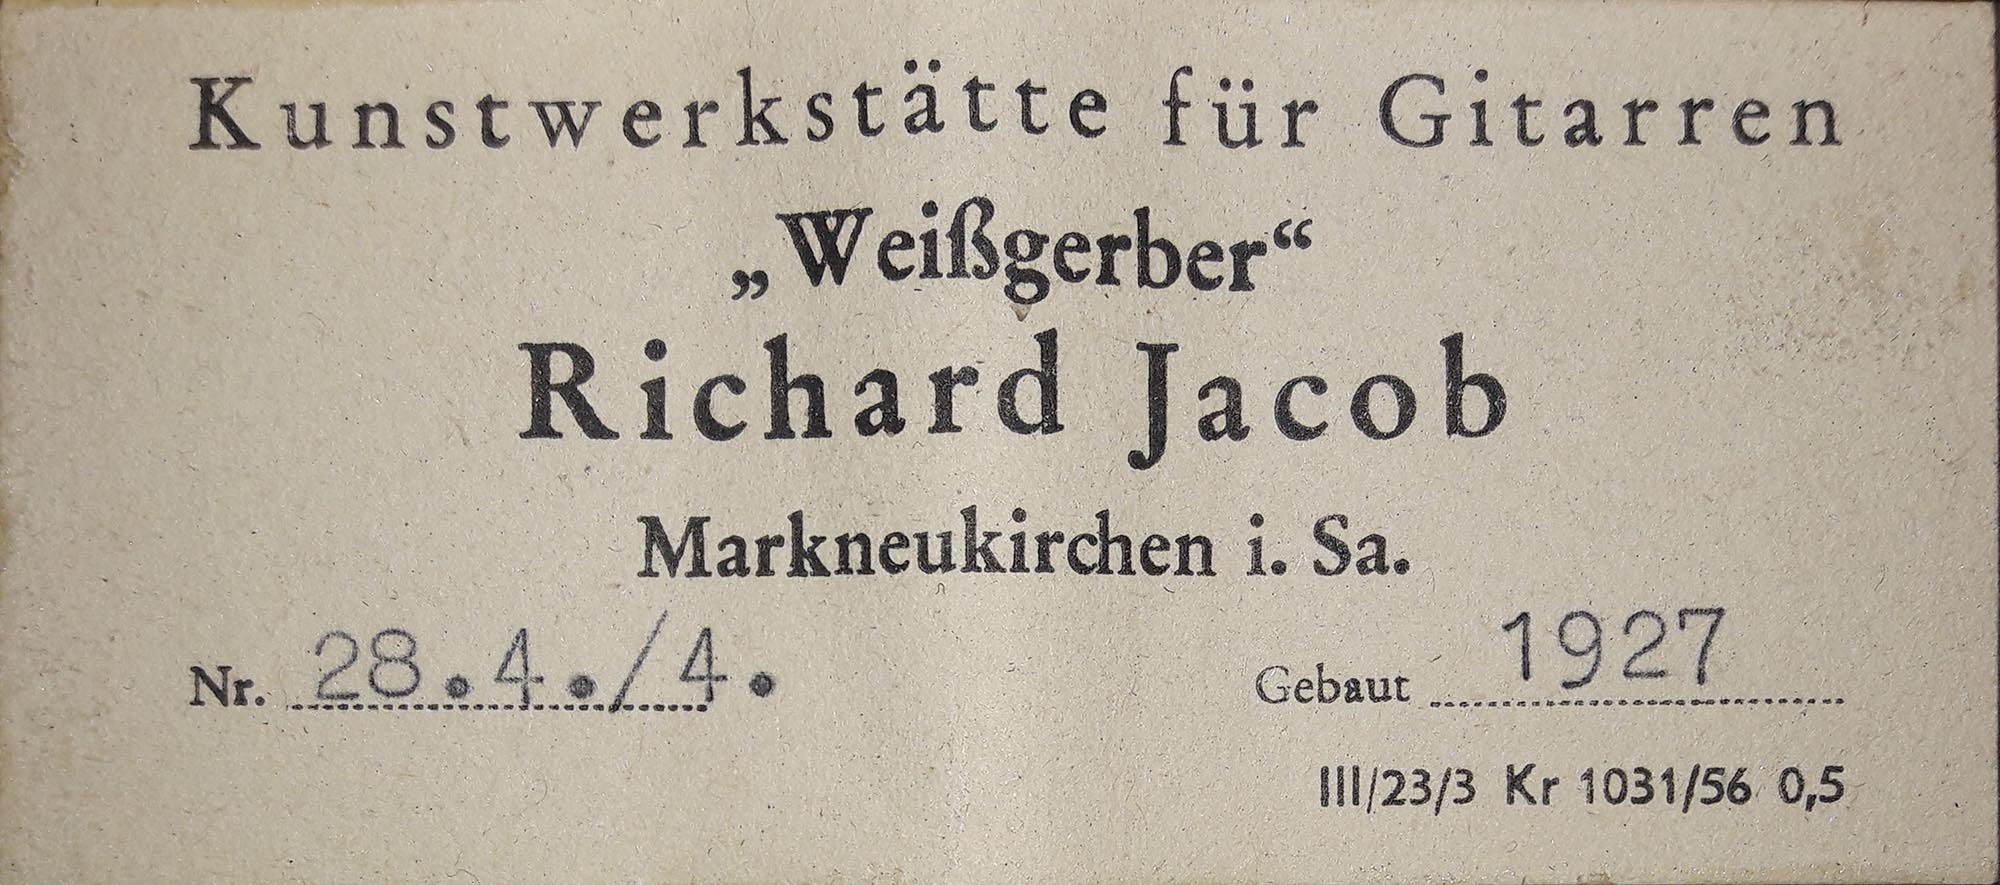 Kunstwerkstätte für Gitarren
„Weißgerber“
Richard Jacob
Markneukirchen i. Sa.
Nr. 28.4./4. Gebaut 1927
III/23/3 Kr 1031/56 0,5